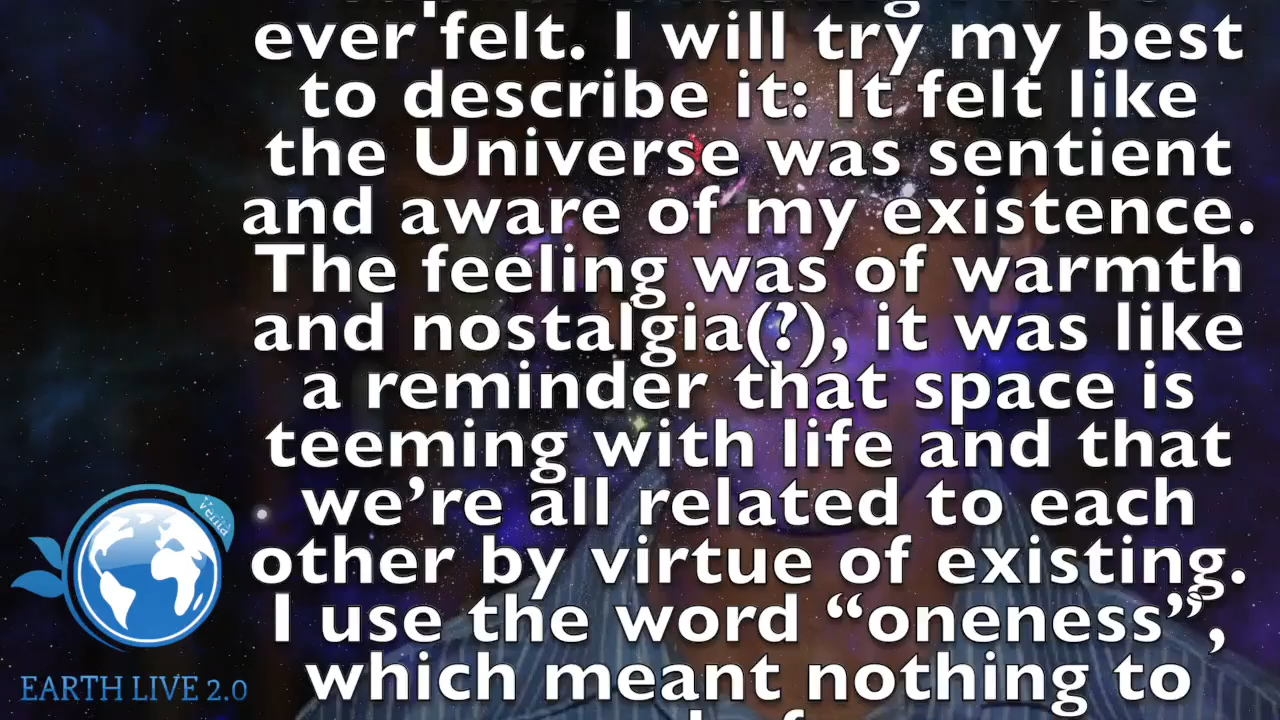 ever felt. I will try my best
to describe it: It felt like
the Universe was sentient
and aware of my existence.
The feeling was of warmth
and nostalgia(?), it was like
a reminder that space is
teeming with life and that
we’re all related to each
other by virtue of existing.
I use the word “oneness”,
which meant nothing to
EARTH LIVE 2.0